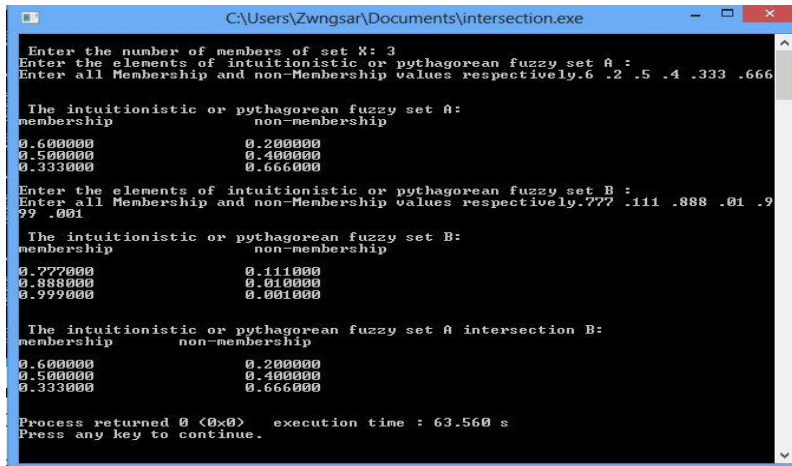 C:\Users\Zwngsar\Documents\intersection.exe
Enter the number of members of set X: 3
Enter the elements of intuitionistic or pythagorean fuzzy set A :
Enter all Membership and non-Membership values respectively.6 .2 .5 .4 .333 .666
The intuitionistic or pythagorean fuzzy set A:
membership non-membership
0.600000 0.200000
0.500000 0.400000
0.333000 0.666000
Enter the elements of intuitionistic or pythagorean fuzzy set B :
Enter all Membership and non-Membership values respectively.777 .111 .888 .01 .9
99 .001
The intuitionistic or pythagorean fuzzy set B:
membership non-membership
0.777000 0.111000
0.888000 0.010000
0.999000 0.001000
The intuitionistic or pythagorean fuzzy set A intersection B:
membership non-membership
0.600000 0.200000
0.500000 0.400000
0.333000 0.666000
Process returned 0 (0x0) execution time : 63.560 s
Press any key to continue.